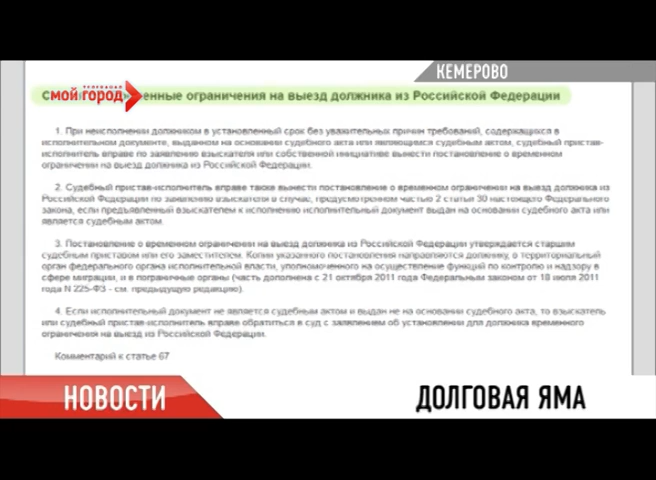 КЕМЕРОВО
ТЕЛЕКАНАЛ
МОЙ ГОРОД
енные ограничения на выезд должника из Российской Федерации
1. При неисполнении должником в установленный срок без уважительных причин требований, содержащихся в
исполнительном документе, выданном на основании судебного акта или являющемся судебным актом, судебный пристав-
исполнитель вправе по заявлению взыскателя или собственной инициативе вынести постановление о временном
ограничении на выезд должника из Российской Федерации.
2. Судебный пристав-исполнитель вправе также вынести постановление о временном ограничении на выезд должника из
Российской Федерации по заявлению взыскателя в случае, предусмотренном частью 2 статьи 30 настоящего Федерального
закона, если предъявленный взыскателем к исполнению исполнительный документ выдан на основании судебного акта или
является судебным актом.
3. Постановление о временном ограничении на выезд должника из Российской Федерации утверждается старшим
судебным приставом или его заместителем. Копии указанного постановления направляются должнику, в территориальный
орган федерального органа исполнительной власти, уполномоченного на осуществление функций по контролю и надзору в
сфере миграции, и в пограничные органы (часть дополнена с 21 октября 2011 года Федеральным законом от 18 июля 2011
года N 225-ФЗ - см. предыдущую редакцию).
4. Если исполнительный документ не является судебным актом и выдан не на основании судебного акта, то взыскатель
или судебный пристав-исполнитель вправе обратиться в суд с заявлением об установлении для должника временного
ограничения на выезд из Российской Федерации.
Комментарий к статье 67
НОВОСТИ
ДОЛГОВАЯ ЯМА